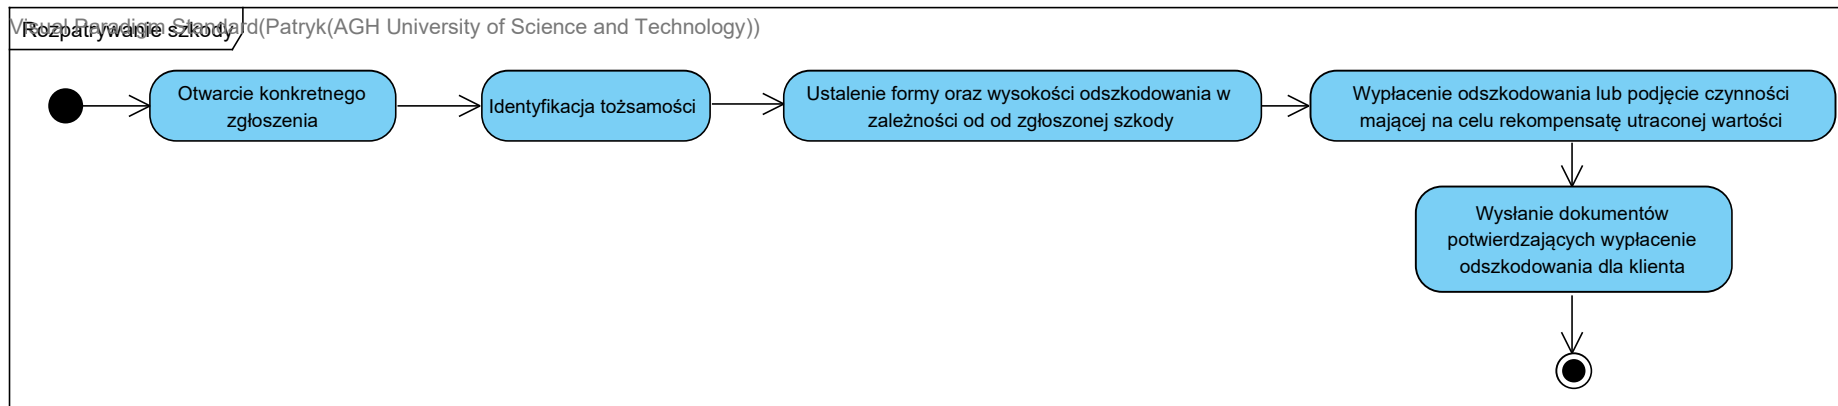 Visual Paradigm Standard(Patryk(AGH University of Science and Technology))
Rozpatrywanie szkody
Otwarcie konkretnego
zgłoszenia
Identyfikacja tożsamości
Ustalenie formy oraz wysokości odszkodowania w
zależności od od zgłoszonej szkody
Wypłacenie odszkodowania lub podjęcie czynności
mającej na celu rekompensatę utraconej wartości
Wysłanie dokumentów
potwierdzających wypłacenie
odszkodowania dla klienta